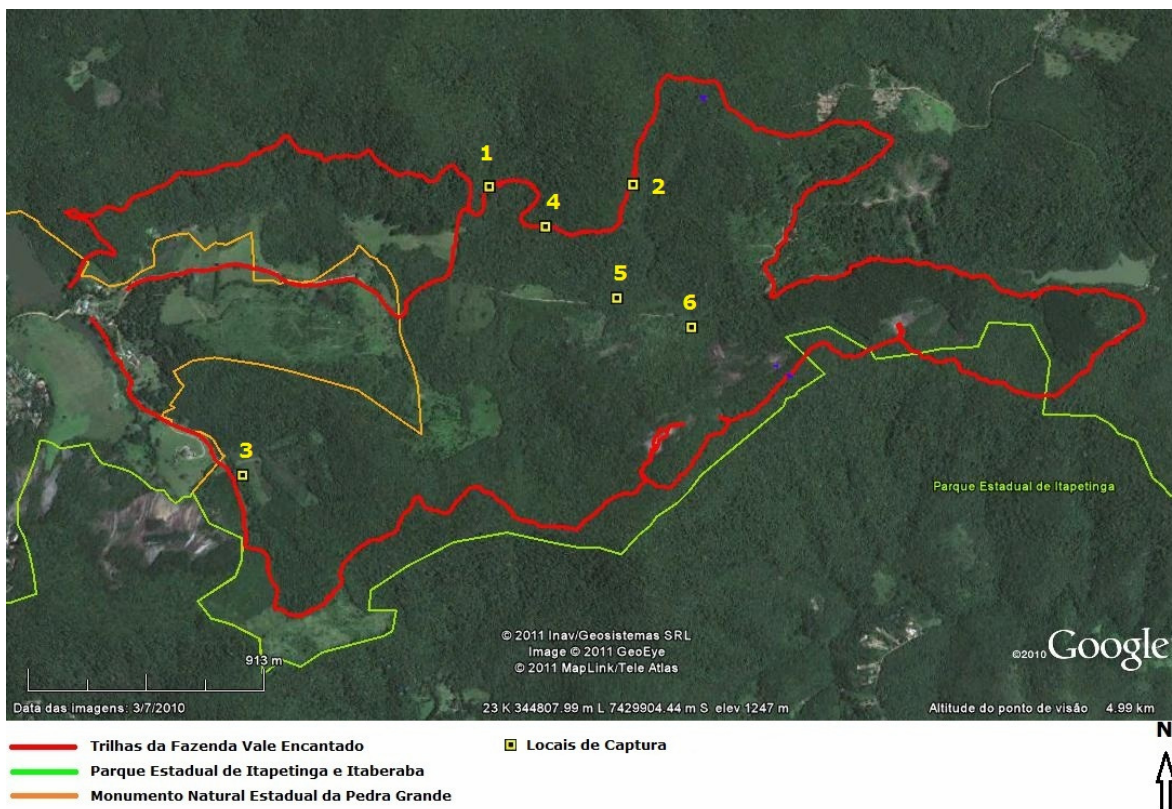 1
2
4
5
6
3
Parque Estadual de Itapetinga
© 2011 Inav/Geosistemas SRL
Image © 2011 GeoEye
© 2011 MapLink/Tele Atlas
©2010 Google
913 m
Data das imagens: 3/7/2010
23 K 344807.99 m L 7429904.44 m S elev 1247 m
Altitude do ponto de visão 4.99 km
Trilhas da Fazenda Vale Encantado
Locais de Captura
N
Parque Estadual de Itapetinga e Itaberaba
Monumento Natural Estadual da Pedra Grande